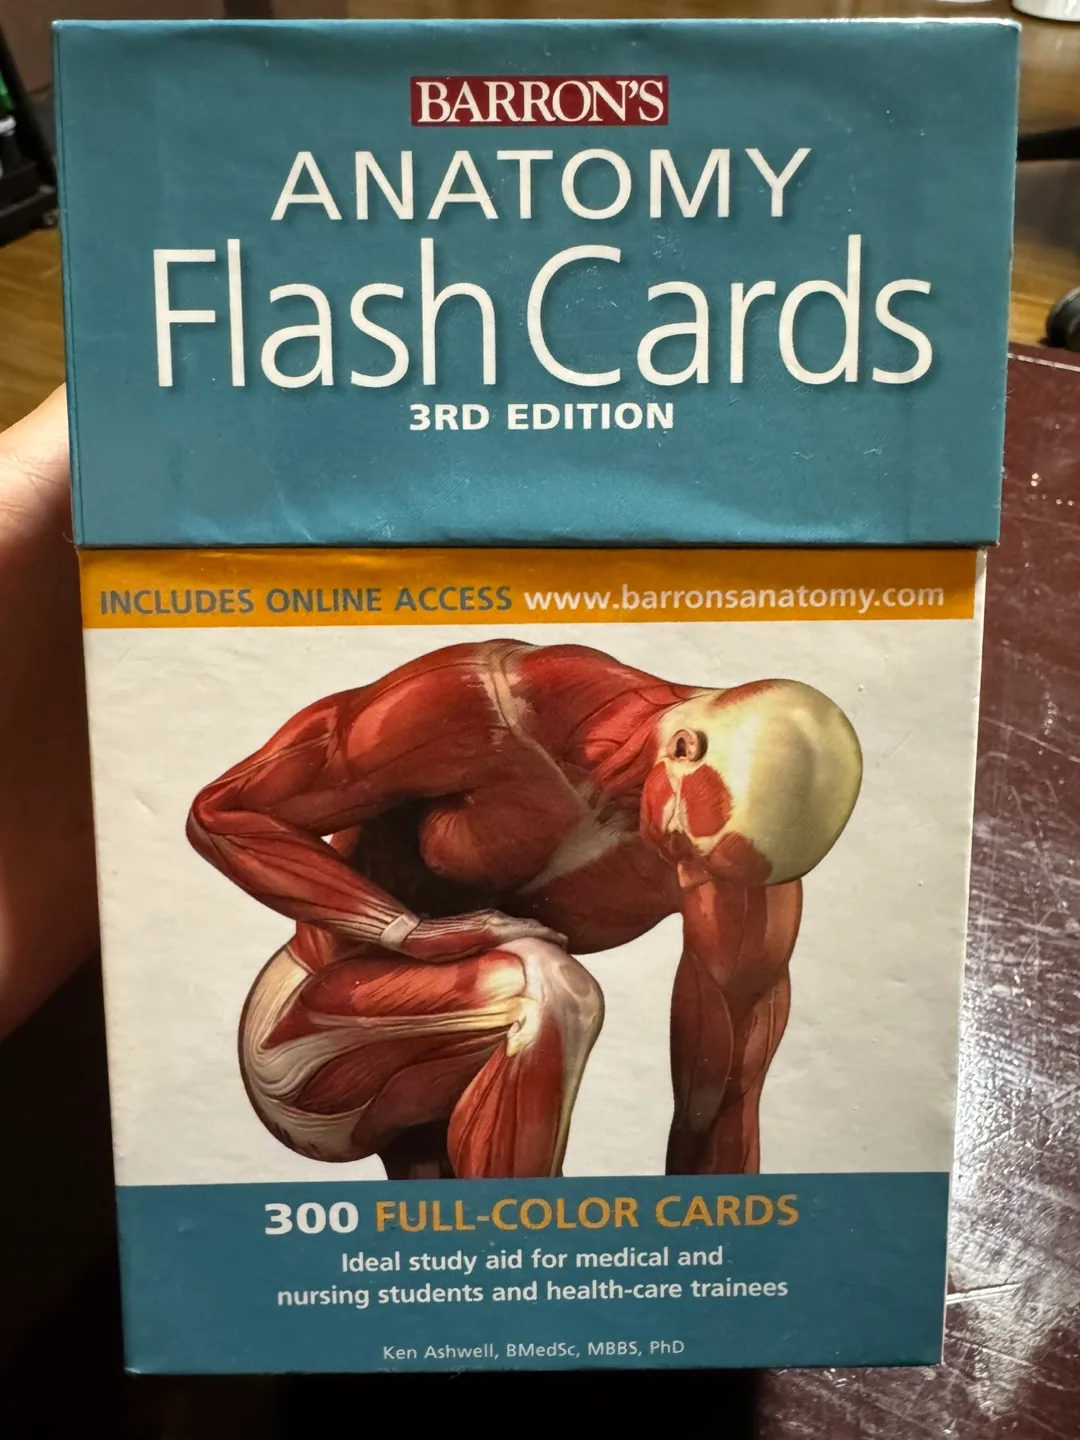 BARRON'S
ANATOMY
Flash Cards
3RD EDITION
INCLUDES ONLINE ACCESS www.barronsanatomy.com
300 FULL-COLOR CARDS
Ideal study aid for medical and
nursing students and health-care trainees
Ken Ashwell, BMedSc, MBBS, PhD